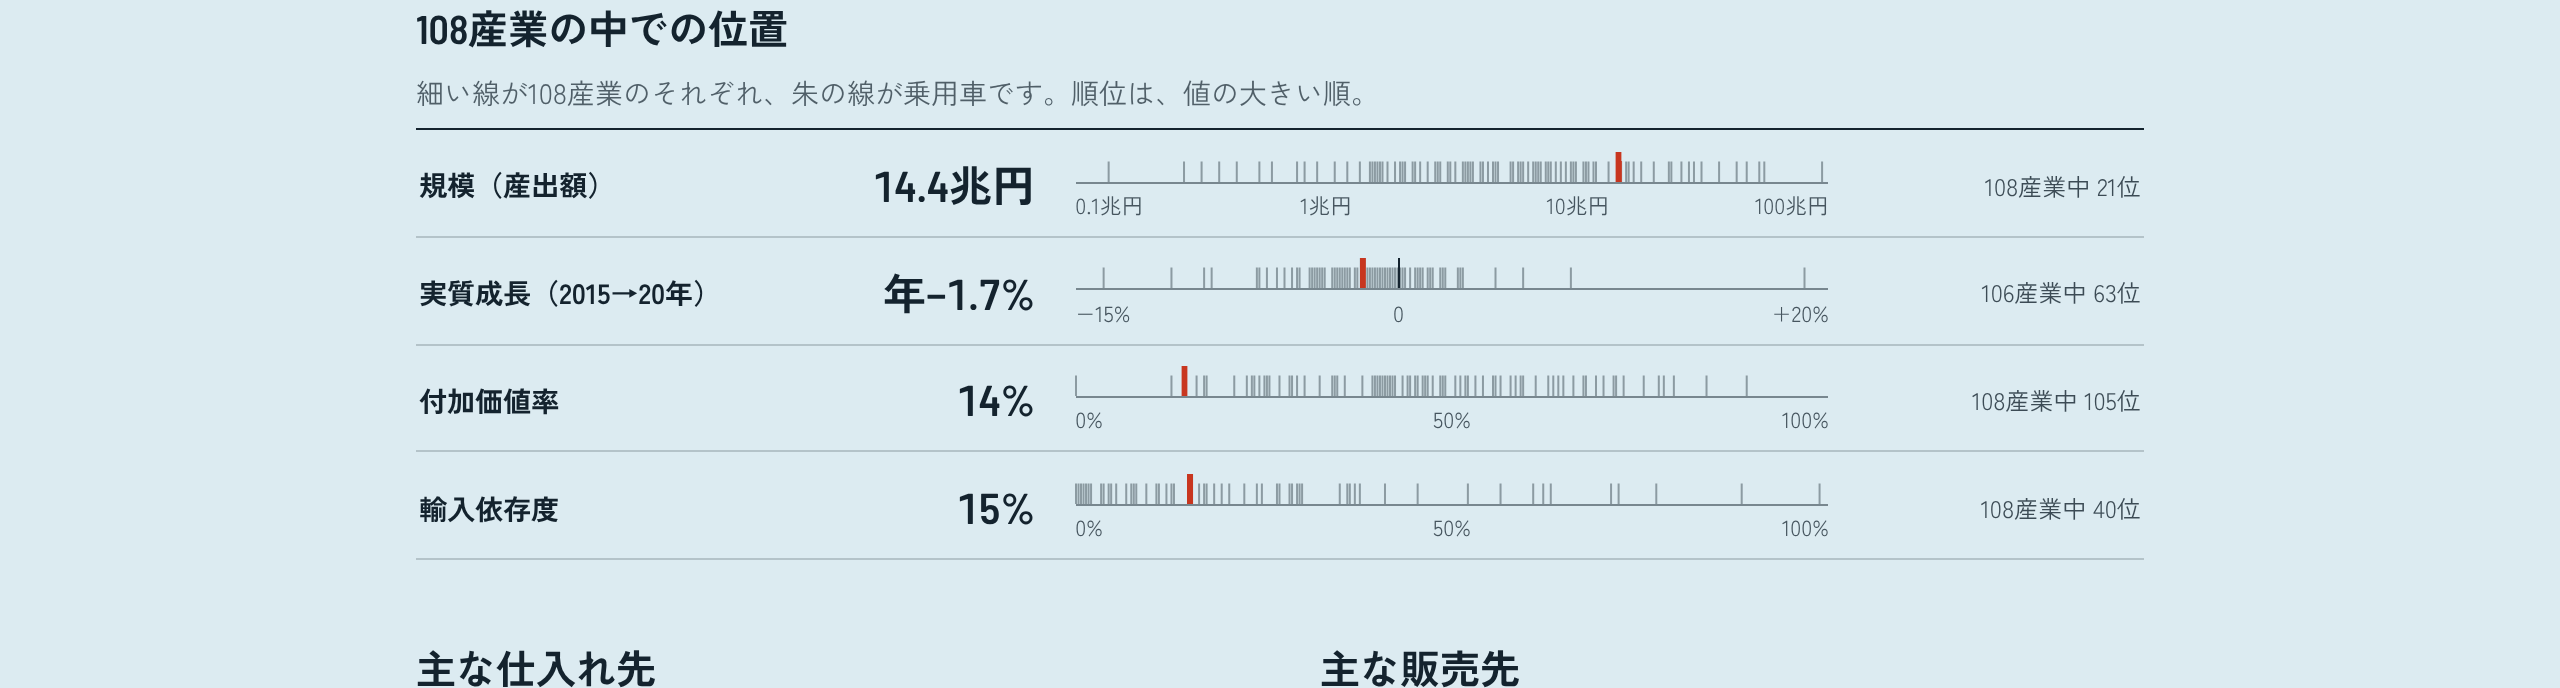 108産業の中での位置
細い線が108産業のそれぞれ、朱の線が乗用車です。順位は、値の大きい順。
規模（産出額） 14.4兆円 108産業中 21位
0.1兆円 1兆円 10兆円 100兆円
実質成長（2015→20年） 年−1.7% 106産業中 63位
−15% 0 +20%
付加価値率 14% 108産業中 105位
0% 50% 100%
輸入依存度 15% 108産業中 40位
0% 50% 100%
主な仕入れ先 主な販売先